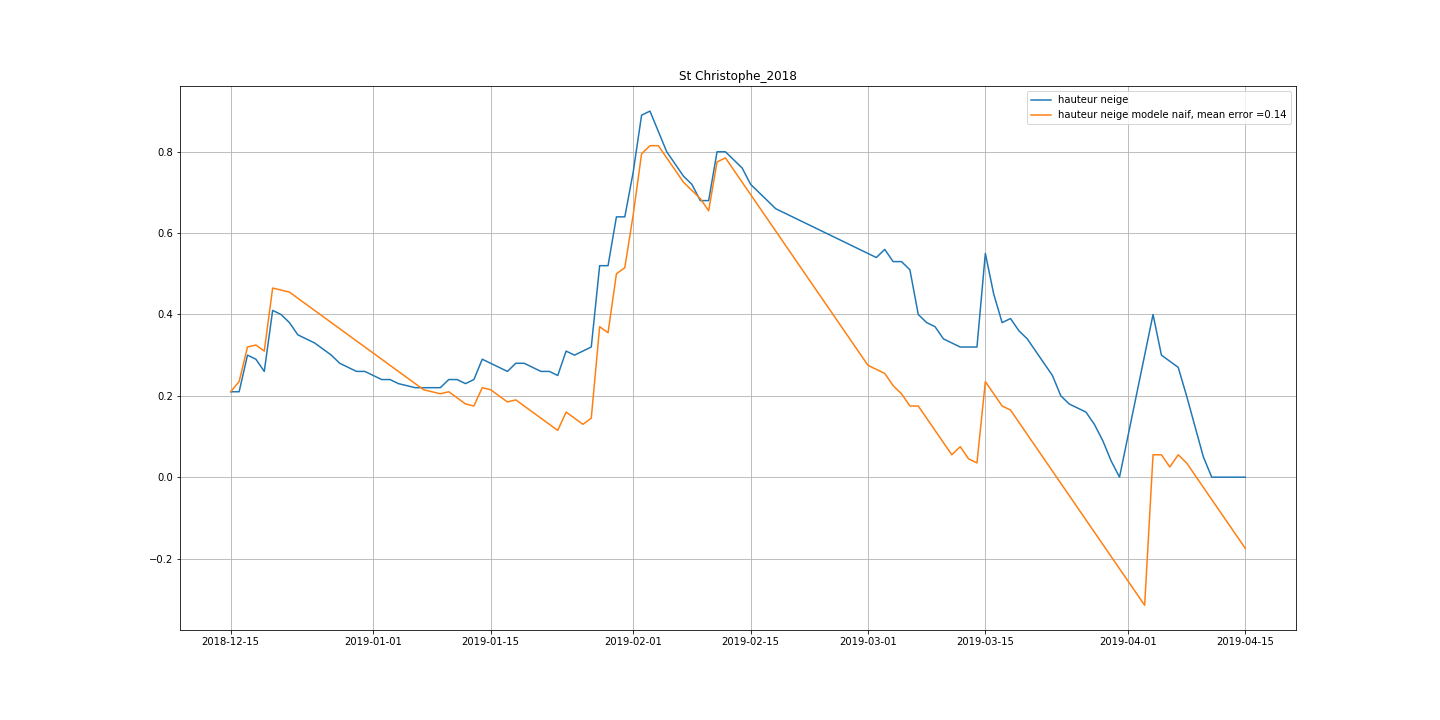 St Christophe_2018
hauteur neige
hauteur neige modele naif, mean error =0.14
0.8
0.6
0.4
0.2
0.0
−0.2
2018-12-15 2019-01-01 2019-01-15 2019-02-01 2019-02-15 2019-03-01 2019-03-15 2019-04-01 2019-04-15